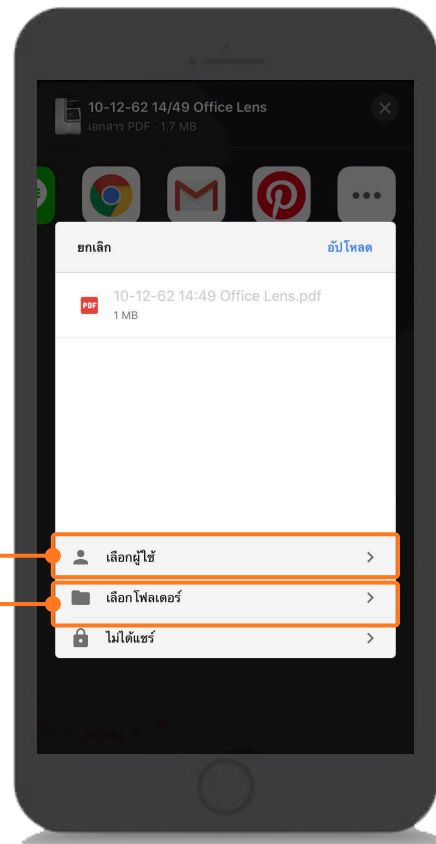 10-12-62 14/49 Office Lens
เอกสาร PDF · 1.7 MB
ยกเลิก
อัปโหลด
PDF
10-12-62 14:49 Office Lens.pdf
1 MB
เลือกผู้ใช้
เลือกโฟลเดอร์
ไม่ได้แชร์